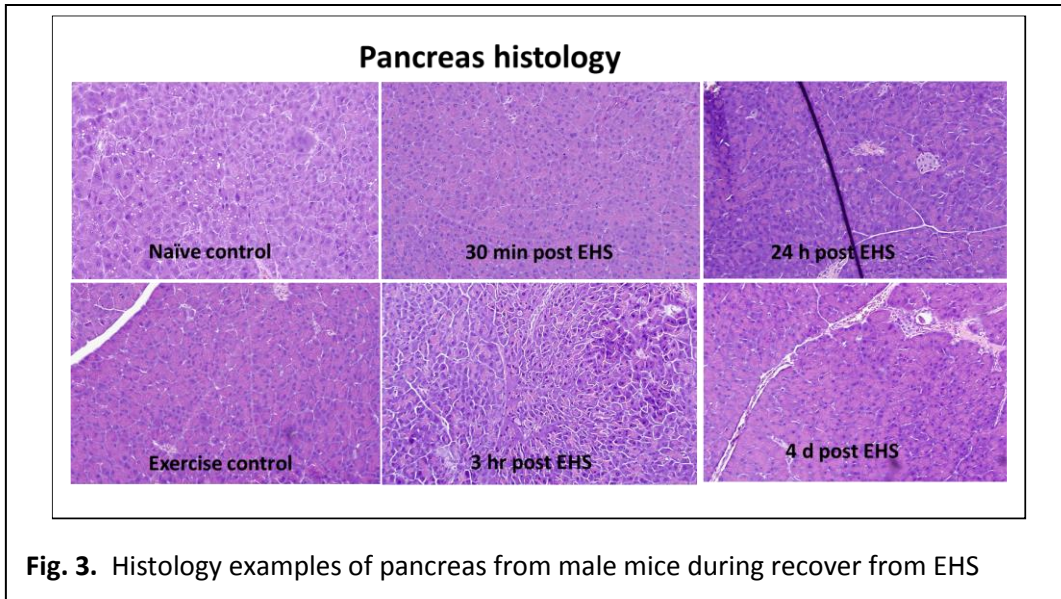 Pancreas histology
Naïve control
30 min post EHS
24 h post EHS
Exercise control
3 hr post EHS
4 d post EHS
Fig. 3. Histology examples of pancreas from male mice during recover from EHS